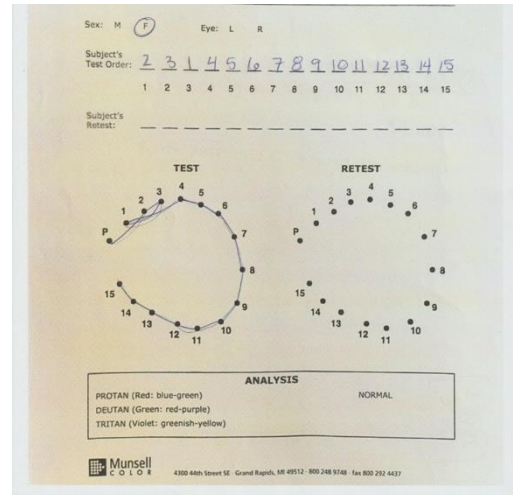 Sex: M F Eye: L R
Subject's
Test Order: 2 3 1 4 5 6 7 8 9 10 11 12 13 14 15
1 2 3 4 5 6 7 8 9 10 11 12 13 14 15
Subject's
Retest:
TEST RETEST
P 1 2 3 4 5 6 7 8 9 10 11 12 13 14 15
P 1 2 3 4 5 6 7 8 9 10 11 12 13 14 15
ANALYSIS
PROTAN (Red: blue-green) NORMAL
DEUTAN (Green: red-purple)
TRITAN (Violet: greenish-yellow)
Munsell
COLOR 4300 44th Street SE · Grand Rapids, MI 49512 · 800 248 9748 · fax 800 292 4437